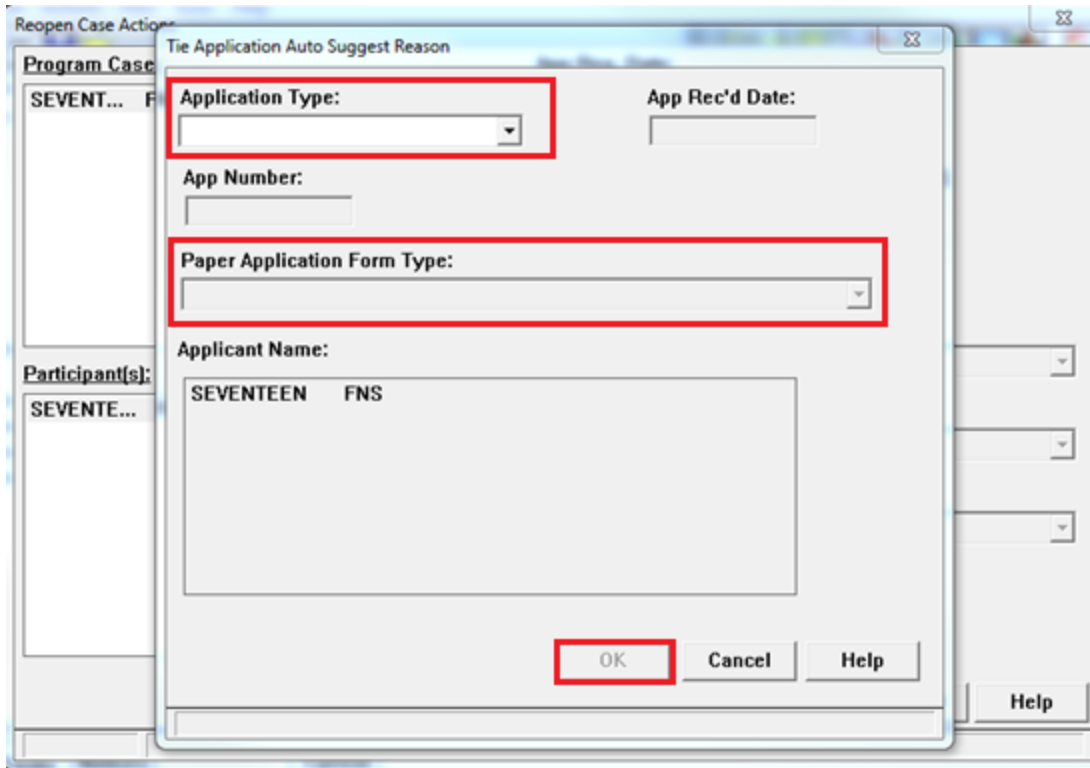 Reopen Case Actions
Tie Application Auto Suggest Reason
Program Case
SEVENT... F
Application Type:
App Rec'd Date:
App Number:
Paper Application Form Type:
Applicant Name:
SEVENTEEN FNS
Participant(s):
SEVENTE...
OK
Cancel
Help
Help